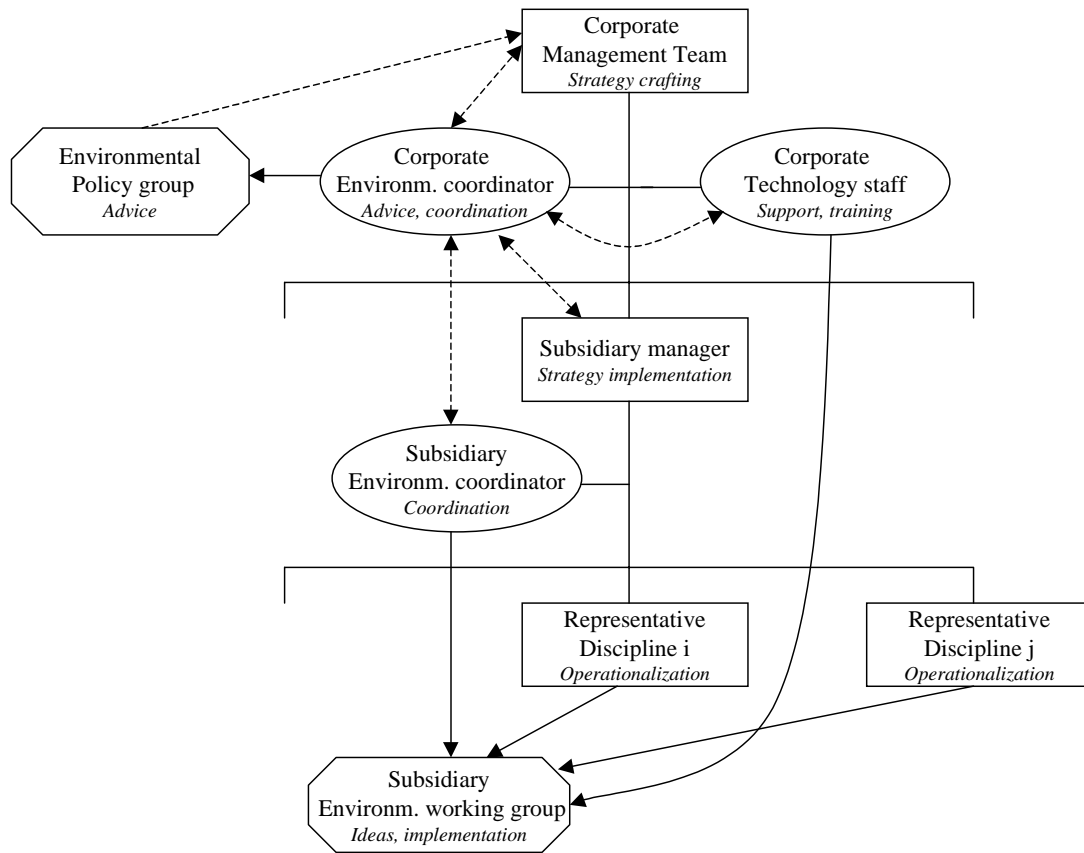 Corporate
Management Team
Strategy crafting
Environmental
Policy group
Advice
Corporate
Environm. coordinator
Advice, coordination
Corporate
Technology staff
Support, training
Subsidiary manager
Strategy implementation
Subsidiary
Environm. coordinator
Coordination
Representative
Discipline i
Operationalization
Representative
Discipline j
Operationalization
Subsidiary
Environm. working group
Ideas, implementation